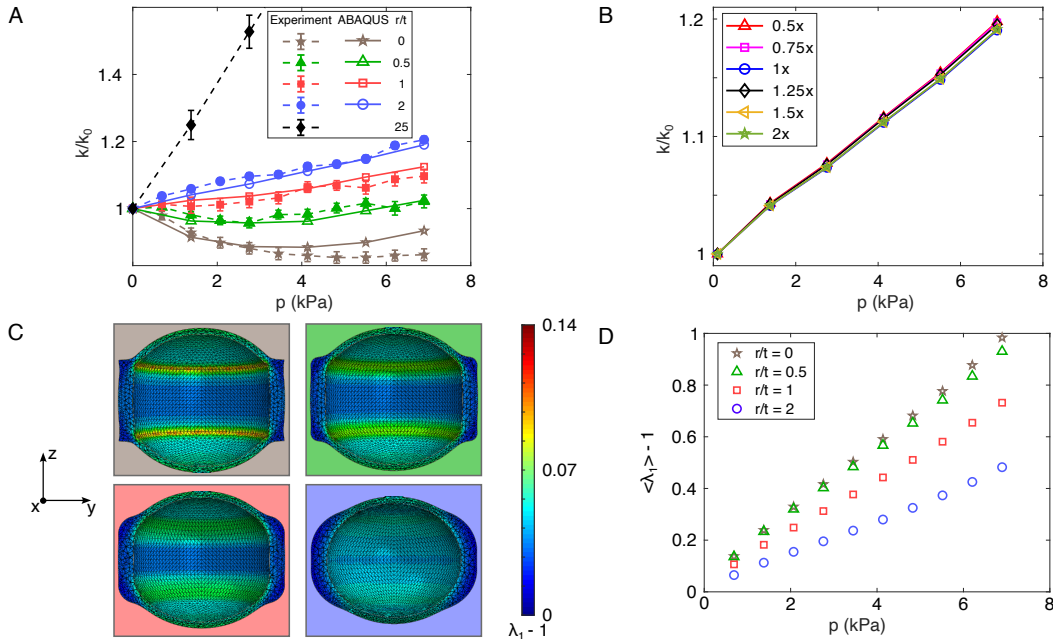 A
Experiment ABAQUS r/t
0
0.5
1
2
25
1.4
1.2
1
k/k0
0 2 4 6 8
p (kPa)
B
0.5x
0.75x
1x
1.25x
1.5x
2x
1.2
1.1
1
k/k0
0 2 4 6 8
p (kPa)
C
z
x y
0.14
0.07
0
λ1 - 1
D
r/t = 0
r/t = 0.5
r/t = 1
r/t = 2
1
0.8
0.6
0.4
0.2
0
<λ1> - 1
0 2 4 6 8
p (kPa)